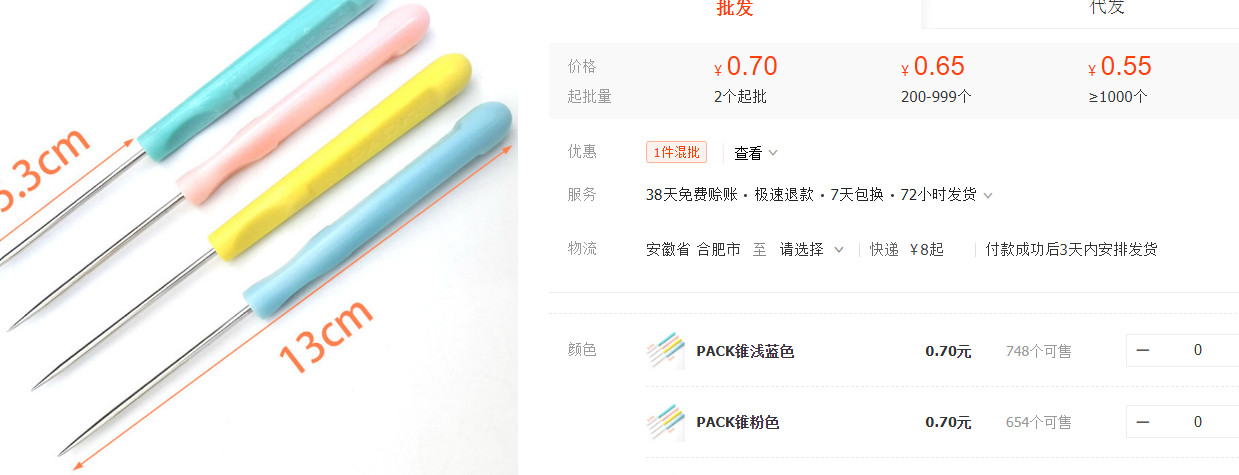 5.3cm
13cm
批发
代发
价格 ¥0.70 ¥0.65 ¥0.55
起批量 2个起批 200-999个 ≥1000个
优惠 1件混批 查看
服务 38天免费赊账 · 极速退款 · 7天包换 · 72小时发货
物流 安徽省 合肥市 至 请选择 快递 ¥8起 付款成功后3天内安排发货
颜色 PACK锥浅蓝色 0.70元 748个可售 — 0
PACK锥粉色 0.70元 654个可售 — 0